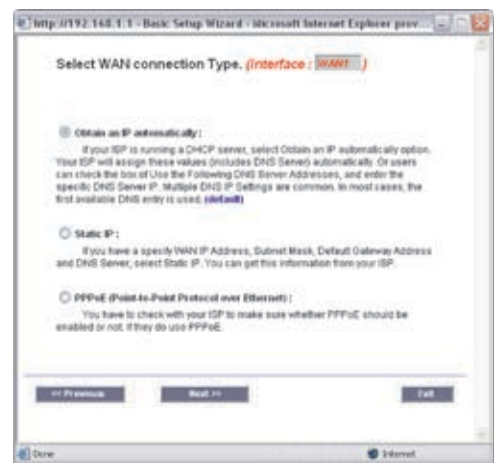 http://192.168.1.1 - Basic Setup Wizard - Microsoft Internet Explorer prov
Select WAN connection Type. (Interface : WAN1 )
Obtain an IP automatically :
If your ISP is running a DHCP server, select Obtain an IP automatically option.
Your ISP will assign these values (includes DNS Server) automatically. Or users
can check the box of Use the Following DNS Server Addresses, and enter the
specific DNS Server IP. Multiple DNS IP Settings are common. In most cases, the
first available DNS entry is used. (default)
Static IP :
If you have a specify WAN IP Address, Subnet Mask, Default Gateway Address
and DNS Server, select Static IP. You can get this information from your ISP.
PPPoE (Point-to-Point Protocol over Ethernet) :
You have to check with your ISP to make sure whether PPPoE should be
enabled or not, if they do use PPPoE.
<< Previous Next >> Exit
Done Internet